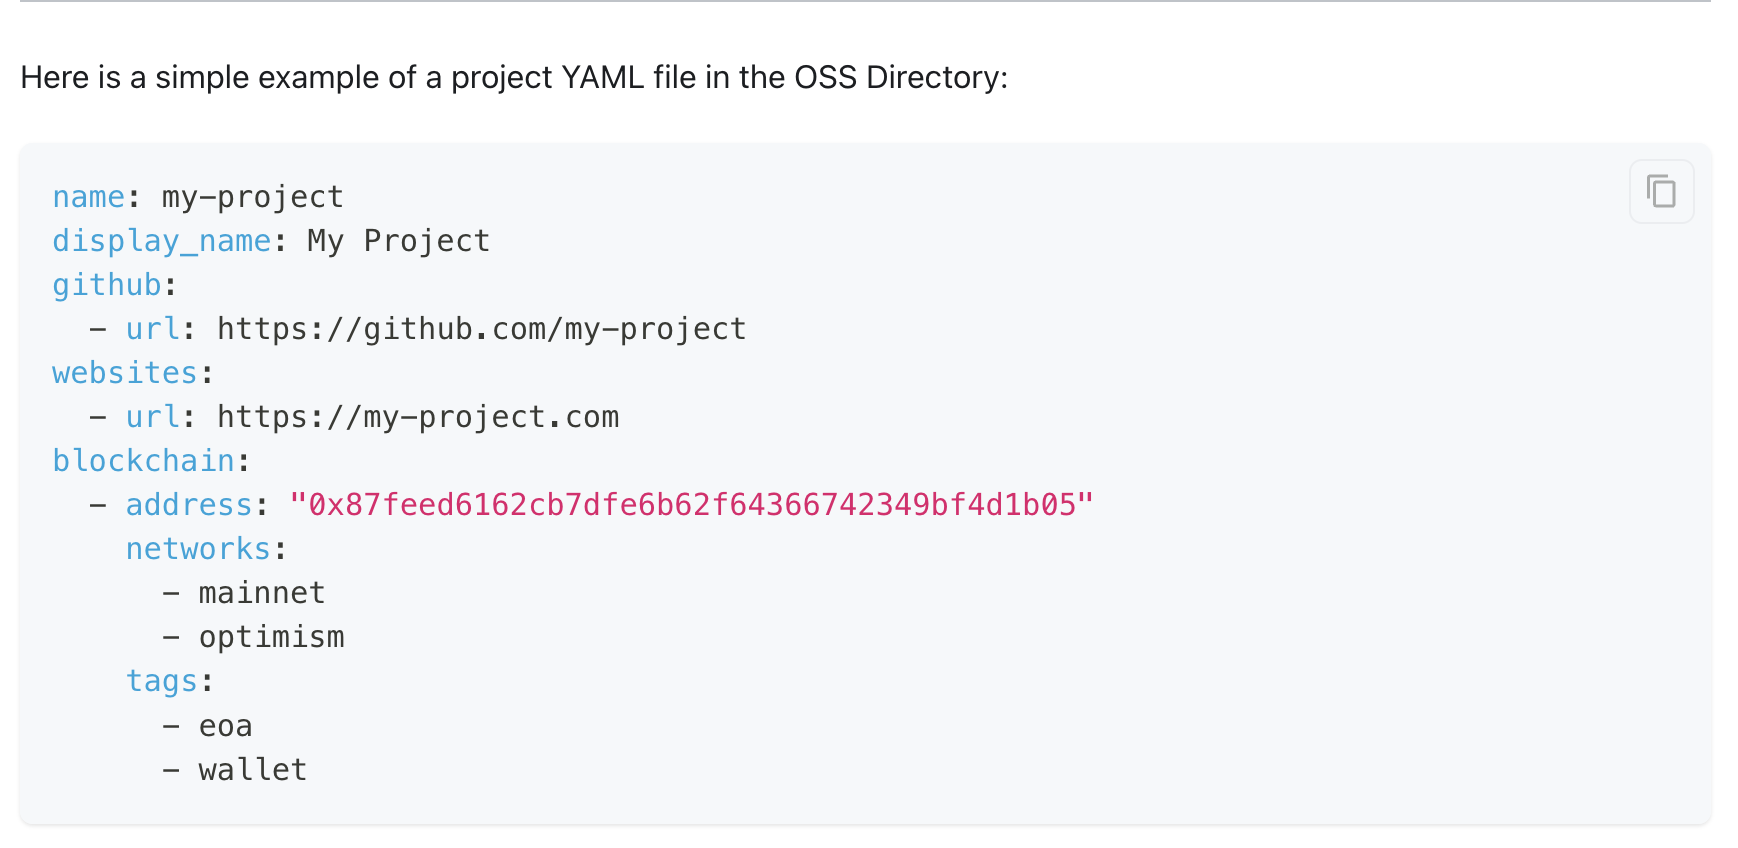 Here is a simple example of a project YAML file in the OSS Directory:
name: my-project
display_name: My Project
github:
  - url: https://github.com/my-project
websites:
  - url: https://my-project.com
blockchain:
  - address: "0x87feed6162cb7dfe6b62f64366742349bf4d1b05"
    networks:
      - mainnet
      - optimism
    tags:
      - eoa
      - wallet